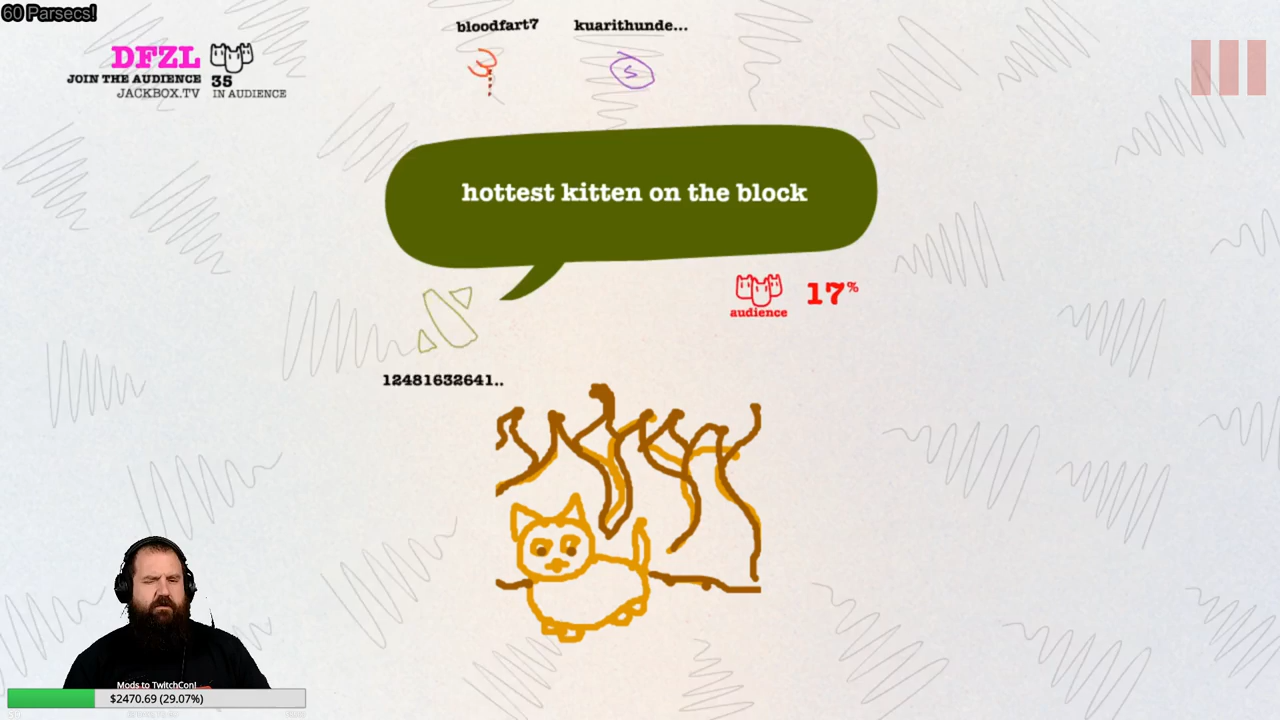 60 Parsecs!
bloodfart7
kuarithunde...
DFZL
JOIN THE AUDIENCE
35
JACKBOX.TV
IN AUDIENCE
hottest kitten on the block
17%
audience
12481632641..
Mods to TwitchCon!
$2470.69 (29.07%)